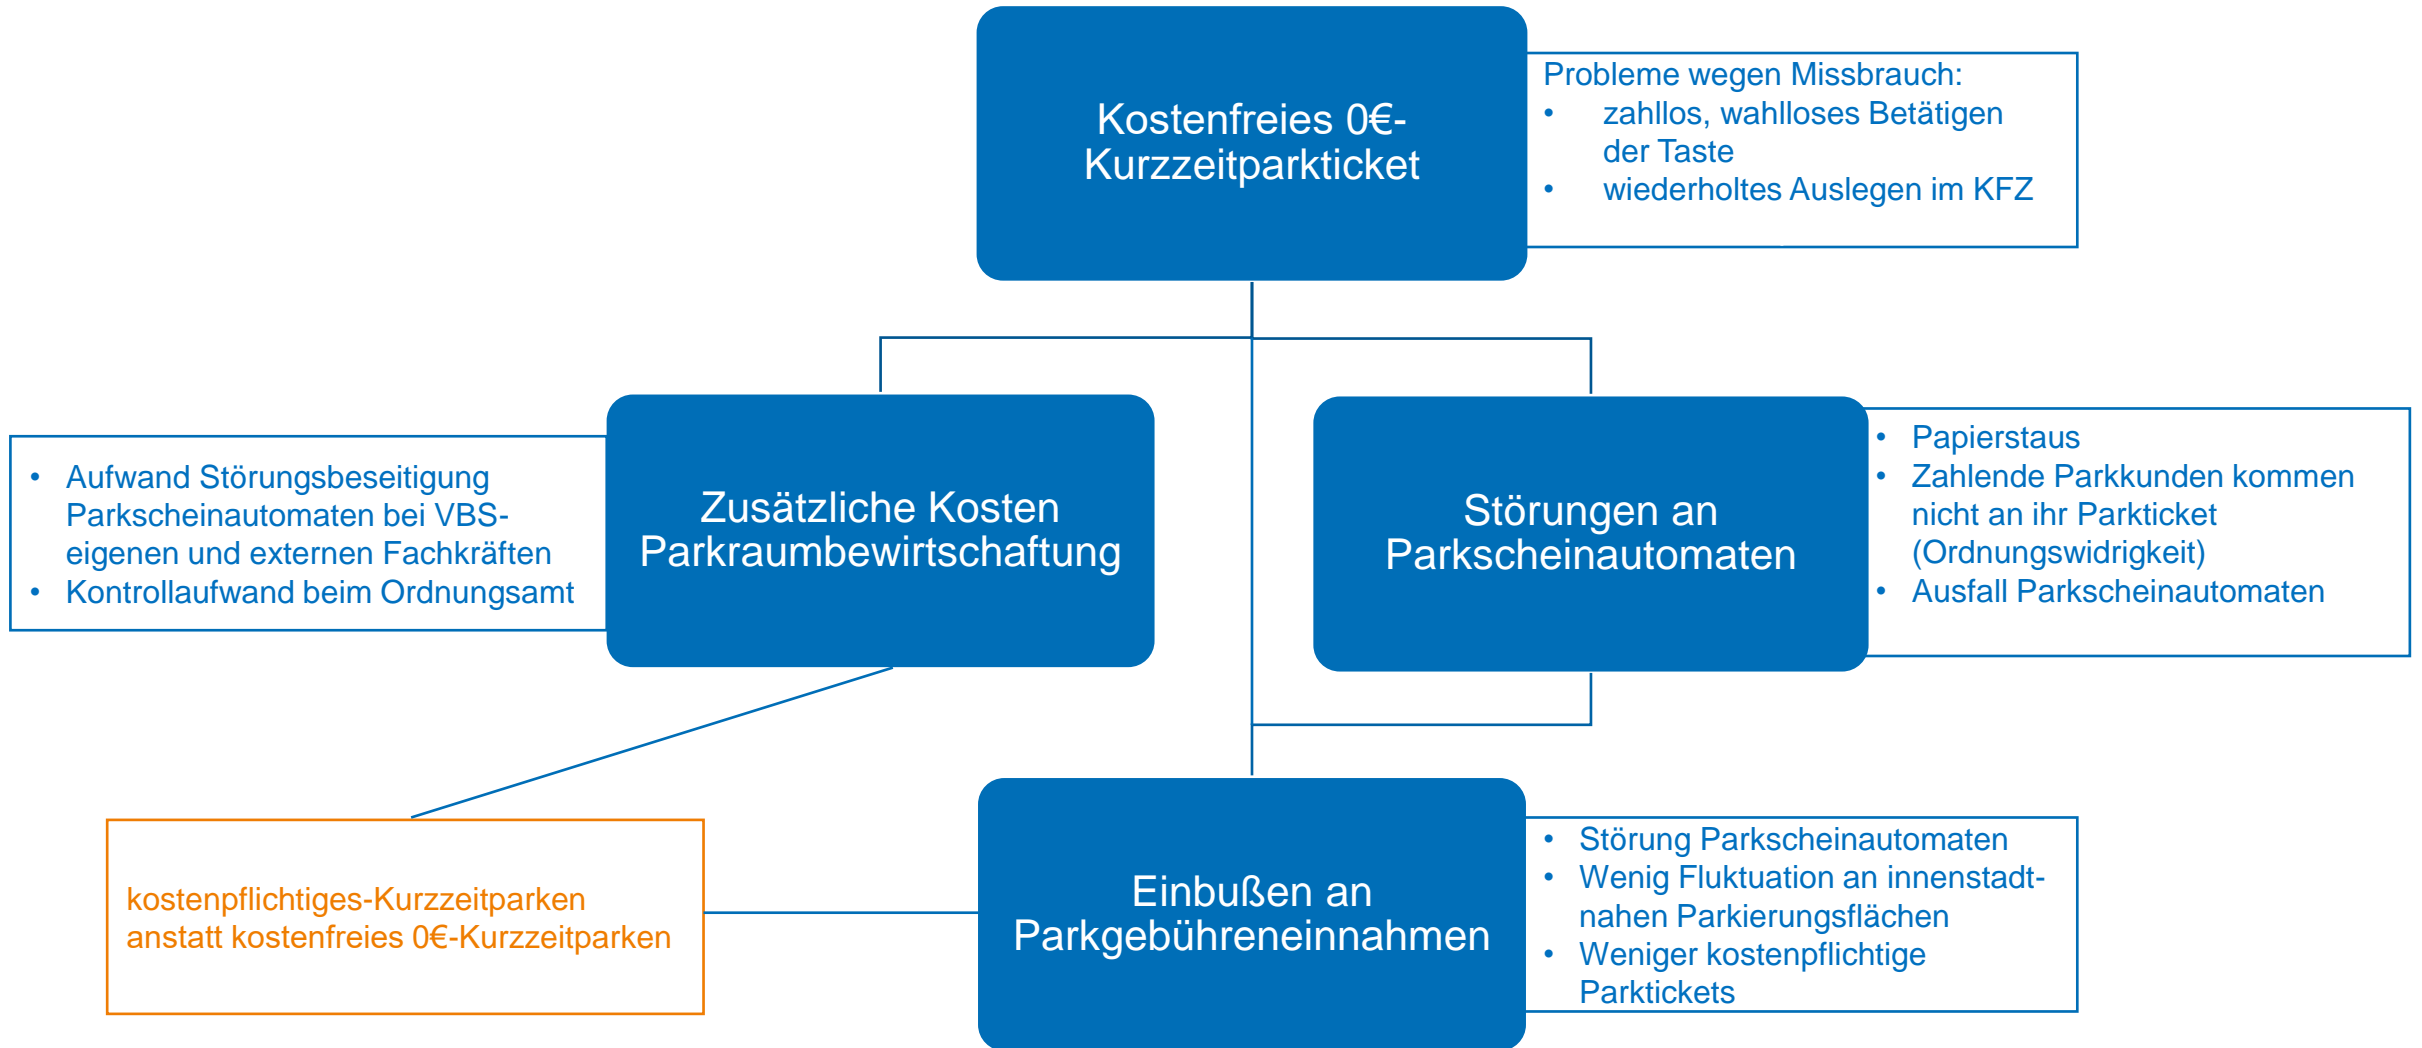 Kostenfreies 0€-
Kurzzeitparkticket
Probleme wegen Missbrauch:
• zahllos, wahlloses Betätigen
der Taste
• wiederholtes Auslegen im KFZ
• Aufwand Störungsbeseitigung
Parkscheinautomaten bei VBS-
eigenen und externen Fachkräften
• Kontrollaufwand beim Ordnungsamt
Zusätzliche Kosten
Parkraumbewirtschaftung
Störungen an
Parkscheinautomaten
• Papierstaus
• Zahlende Parkkunden kommen
nicht an ihr Parkticket
(Ordnungswidrigkeit)
• Ausfall Parkscheinautomaten
kostenpflichtiges-Kurzzeitparken
anstatt kostenfreies 0€-Kurzzeitparken
Einbußen an
Parkgebühreneinnahmen
• Störung Parkscheinautomaten
• Wenig Fluktuation an innenstadt-
nahen Parkierungsflächen
• Weniger kostenpflichtige
Parktickets